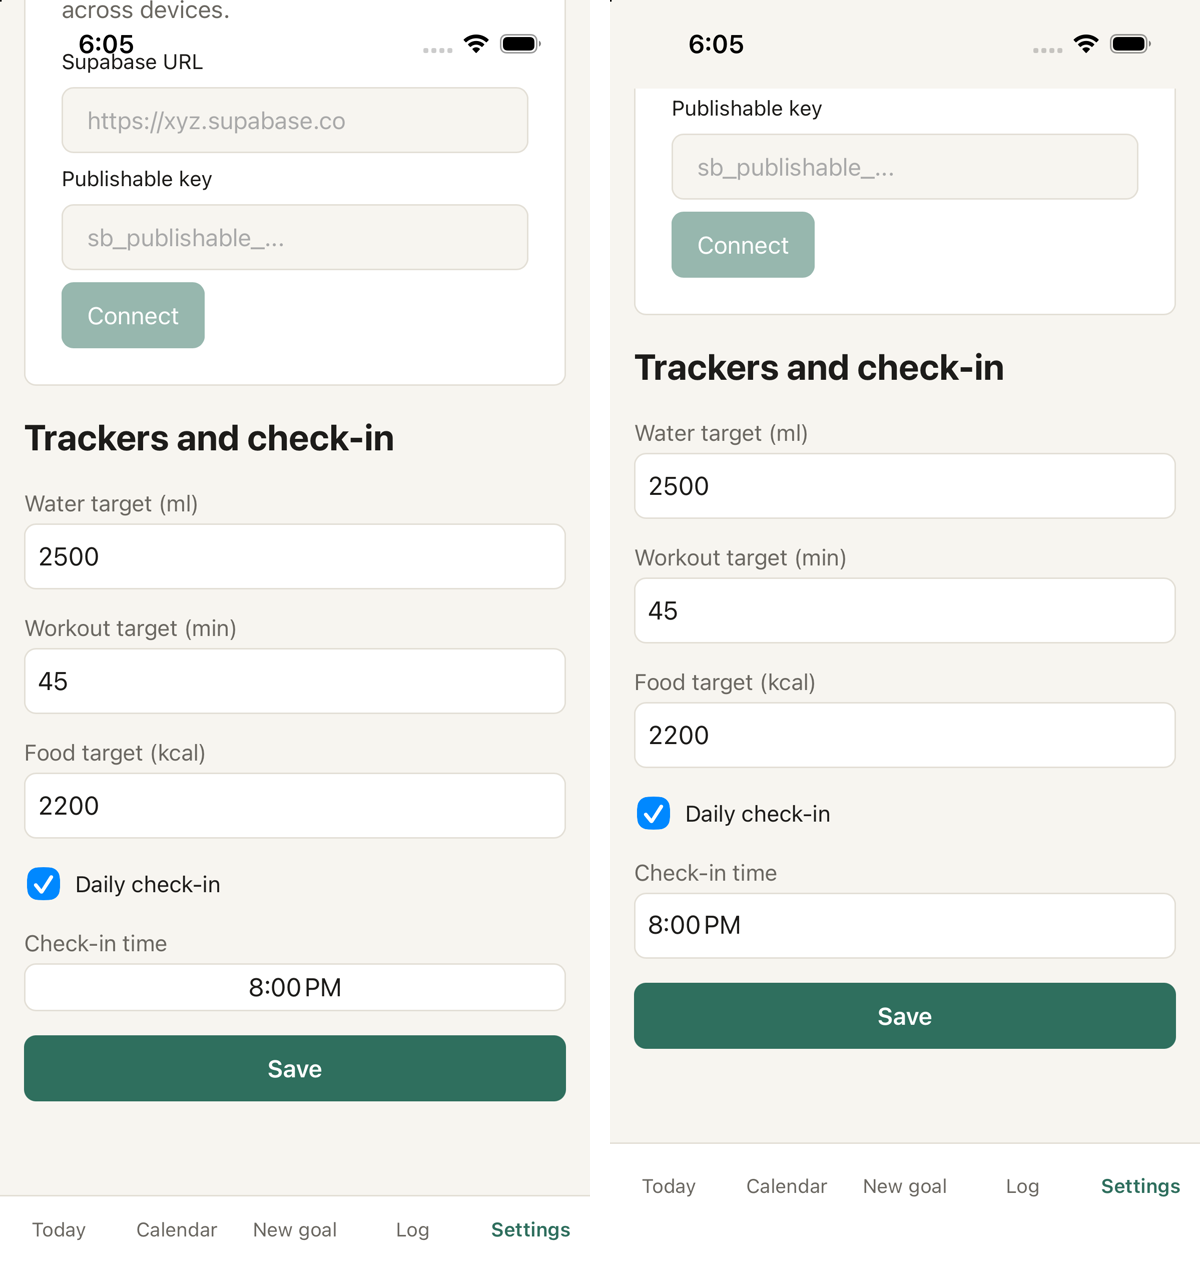 across devices.
6:05
Supabase URL
https://xyz.supabase.co
Publishable key
sb_publishable_...
Connect
Trackers and check-in
Water target (ml)
2500
Workout target (min)
45
Food target (kcal)
2200
Daily check-in
Check-in time
8:00 PM
Save
Today Calendar New goal Log Settings
6:05
Publishable key
sb_publishable_...
Connect
Trackers and check-in
Water target (ml)
2500
Workout target (min)
45
Food target (kcal)
2200
Daily check-in
Check-in time
8:00 PM
Save
Today Calendar New goal Log Settings